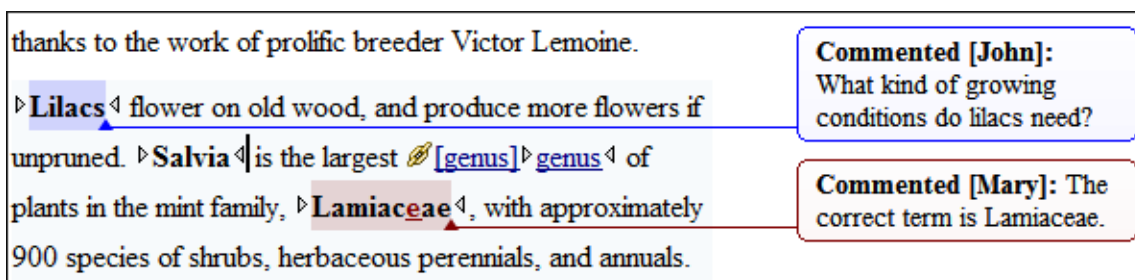 thanks to the work of prolific breeder Victor Lemoine.
Lilacs flower on old wood, and produce more flowers if
unpruned. Salvia is the largest [genus] genus of
plants in the mint family, Lamiaceae, with approximately
900 species of shrubs, herbaceous perennials, and annuals.
Commented [John]:
What kind of growing
conditions do lilacs need?
Commented [Mary]: The
correct term is Lamiaceae.